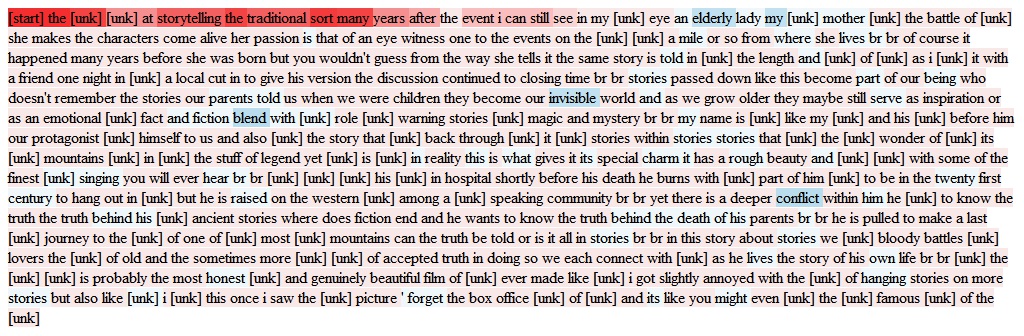 [start] the [unk] [unk] at storytelling the traditional sort many years after the event i can still see in my [unk] eye an elderly lady my [unk] mother [unk] the battle of [unk]
she makes the characters come alive her passion is that of an eye witness one to the events on the [unk] [unk] a mile or so from where she lives br br of course it
happened many years before she was born but you wouldn't guess from the way she tells it the same story is told in [unk] the length and [unk] of [unk] as i [unk] it with
a friend one night in [unk] a local cut in to give his version the discussion continued to closing time br br stories passed down like this become part of our being who
doesn't remember the stories our parents told us when we were children they become our invisible world and as we grow older they maybe still serve as inspiration or
as an emotional [unk] fact and fiction blend with [unk] role [unk] warning stories [unk] magic and mystery br br my name is [unk] like my [unk] and his [unk] before him
our protagonist [unk] himself to us and also [unk] the story that [unk] back through [unk] it [unk] stories within stories stories that [unk] the [unk] wonder of [unk] its
[unk] mountains [unk] in [unk] the stuff of legend yet [unk] is [unk] in reality this is what gives it its special charm it has a rough beauty and [unk] with some of the
finest [unk] singing you will ever hear br br [unk] [unk] [unk] his [unk] in hospital shortly before his death he burns with [unk] part of him [unk] to be in the twenty first
century to hang out in [unk] but he is raised on the western [unk] among a [unk] speaking community br br yet there is a deeper conflict within him he [unk] to know the
truth the truth behind his [unk] ancient stories where does fiction end and he wants to know the truth behind the death of his parents br br he is pulled to make a last
[unk] journey to the [unk] of one of [unk] most [unk] mountains can the truth be told or is it all in stories br br in this story about stories we [unk] bloody battles [unk]
lovers the [unk] of old and the sometimes more [unk] [unk] of accepted truth in doing so we each connect with [unk] as he lives the story of his own life br br [unk] the
[unk] [unk] is probably the most honest [unk] and genuinely beautiful film of [unk] ever made like [unk] i got slightly annoyed with the [unk] of hanging stories on more
stories but also like [unk] i [unk] this once i saw the [unk] picture ' forget the box office [unk] of [unk] and its like you might even [unk] the [unk] famous [unk] of the
[unk]